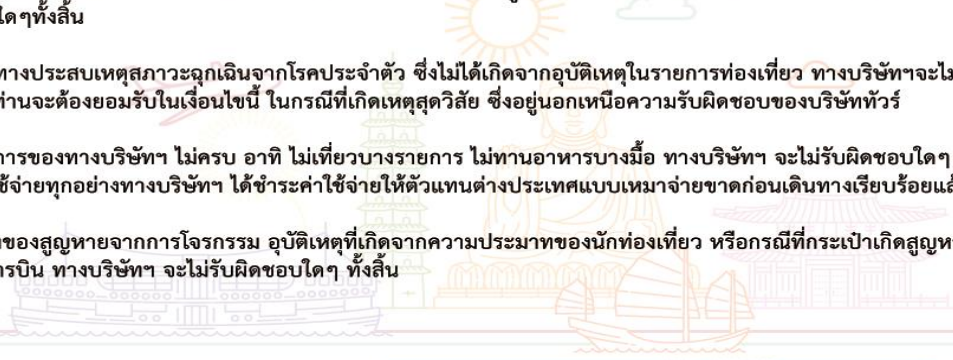 ใดๆทั้งสิ้น
ทางประสบเหตุสภาวะฉุกเฉินจากโรคประจำตัว ซึ่งไม่ได้เกิดจากอุบัติเหตุในรายการท่องเที่ยว ทางบริษัทฯจะไม
ท่านจะต้องยอมรับในเงื่อนไขนี้ ในกรณีที่เกิดเหตุสุดวิสัย ซึ่งอยู่นอกเหนือความรับผิดชอบของบริษัททัวร์
การของทางบริษัทฯ ไม่ครบ อาทิ ไม่เที่ยวบางรายการ ไม่ทานอาหารบางมื้อ ทางบริษัทฯ จะไม่รับผิดชอบใดๆ
ช้จ่ายทุกอย่างทางบริษัทฯ ได้ชำระค่าใช้จ่ายให้ตัวแทนต่างประเทศแบบเหมาจ่ายขาดก่อนเดินทางเรียบร้อยแล
ของสูญหายจากการโจรกรรม อุบัติเหตุที่เกิดจากความประมาทของนักท่องเที่ยว หรือกรณีที่กระเป๋าเกิดสูญห
ารบิน ทางบริษัทฯ จะไม่รับผิดชอบใดๆ ทั้งสิ้น